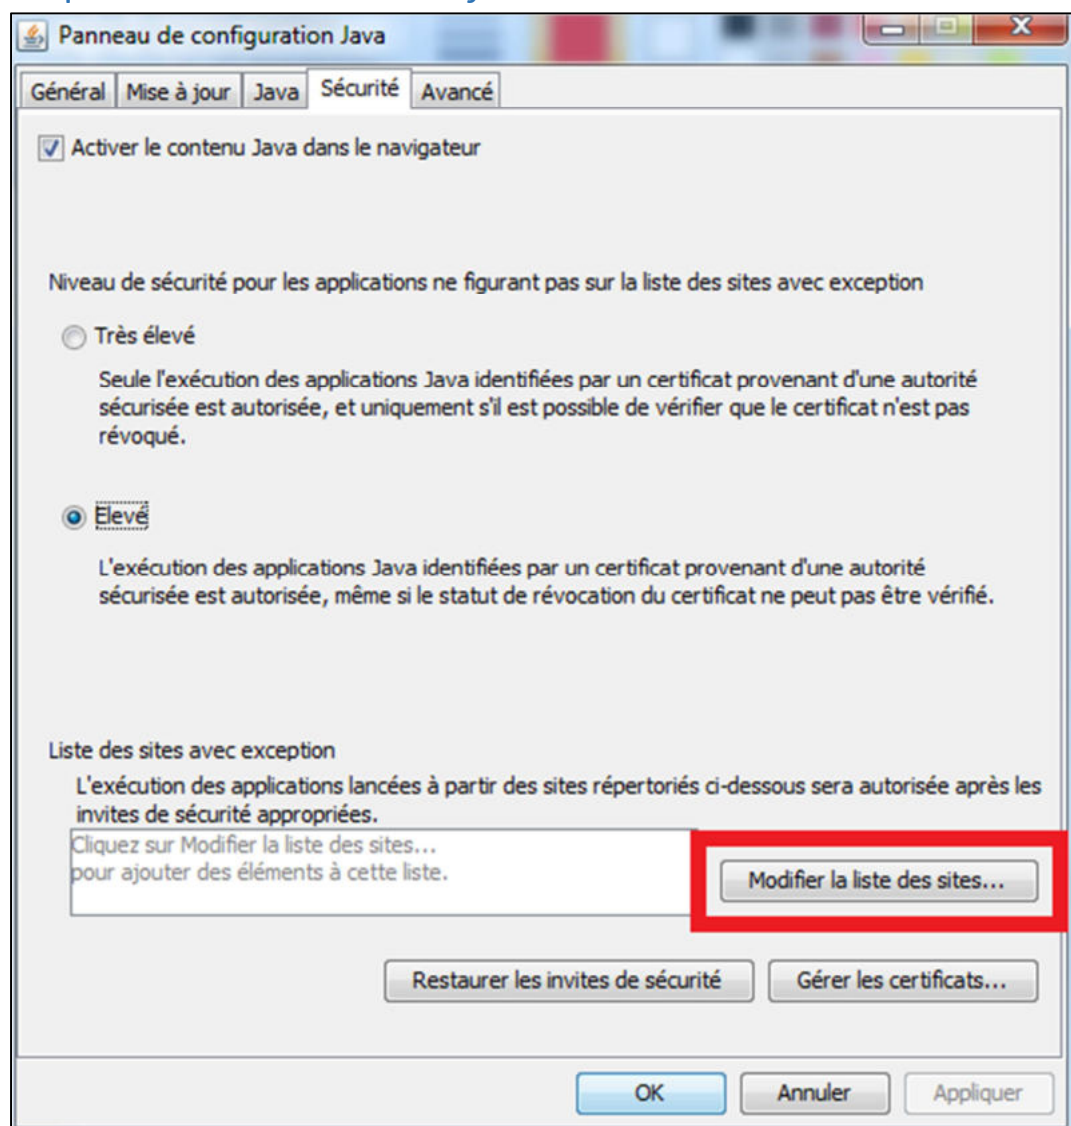 Panneau de configuration Java
Général Mise à jour Java Sécurité Avancé
Activer le contenu Java dans le navigateur
Niveau de sécurité pour les applications ne figurant pas sur la liste des sites avec exception
Très élevé
Seule l'exécution des applications Java identifiées par un certificat provenant d'une autorité
sécurisée est autorisée, et uniquement s'il est possible de vérifier que le certificat n'est pas
révoqué.
Elevé
L'exécution des applications Java identifiées par un certificat provenant d'une autorité
sécurisée est autorisée, même si le statut de révocation du certificat ne peut pas être vérifié.
Liste des sites avec exception
L'exécution des applications lancées à partir des sites répertoriés ci-dessous sera autorisée après les
invites de sécurité appropriées.
Cliquez sur Modifier la liste des sites...
pour ajouter des éléments à cette liste.
Modifier la liste des sites...
Restaurer les invites de sécurité Gérer les certificats...
OK Annuler Appliquer